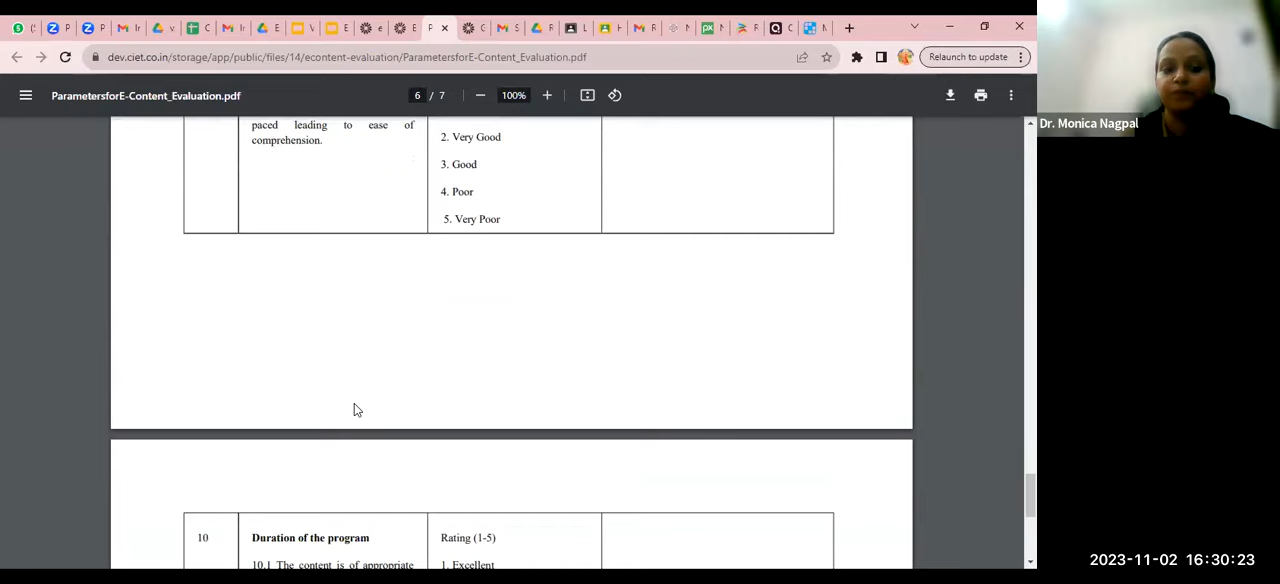 dev.ciet.co.in/storage/app/public/files/14/econtent-evaluation/ParametersforE-Content_Evaluation.pdf
Relaunch to update
ParametersforE-Content_Evaluation.pdf
6 / 7
100%
Dr. Monica Nagpal
paced leading to ease of
comprehension.
2. Very Good
3. Good
4. Poor
5. Very Poor
10
Duration of the program
Rating (1-5)
10.1 The content is of appropriate
1. Excellent
2023-11-02 16:30:23